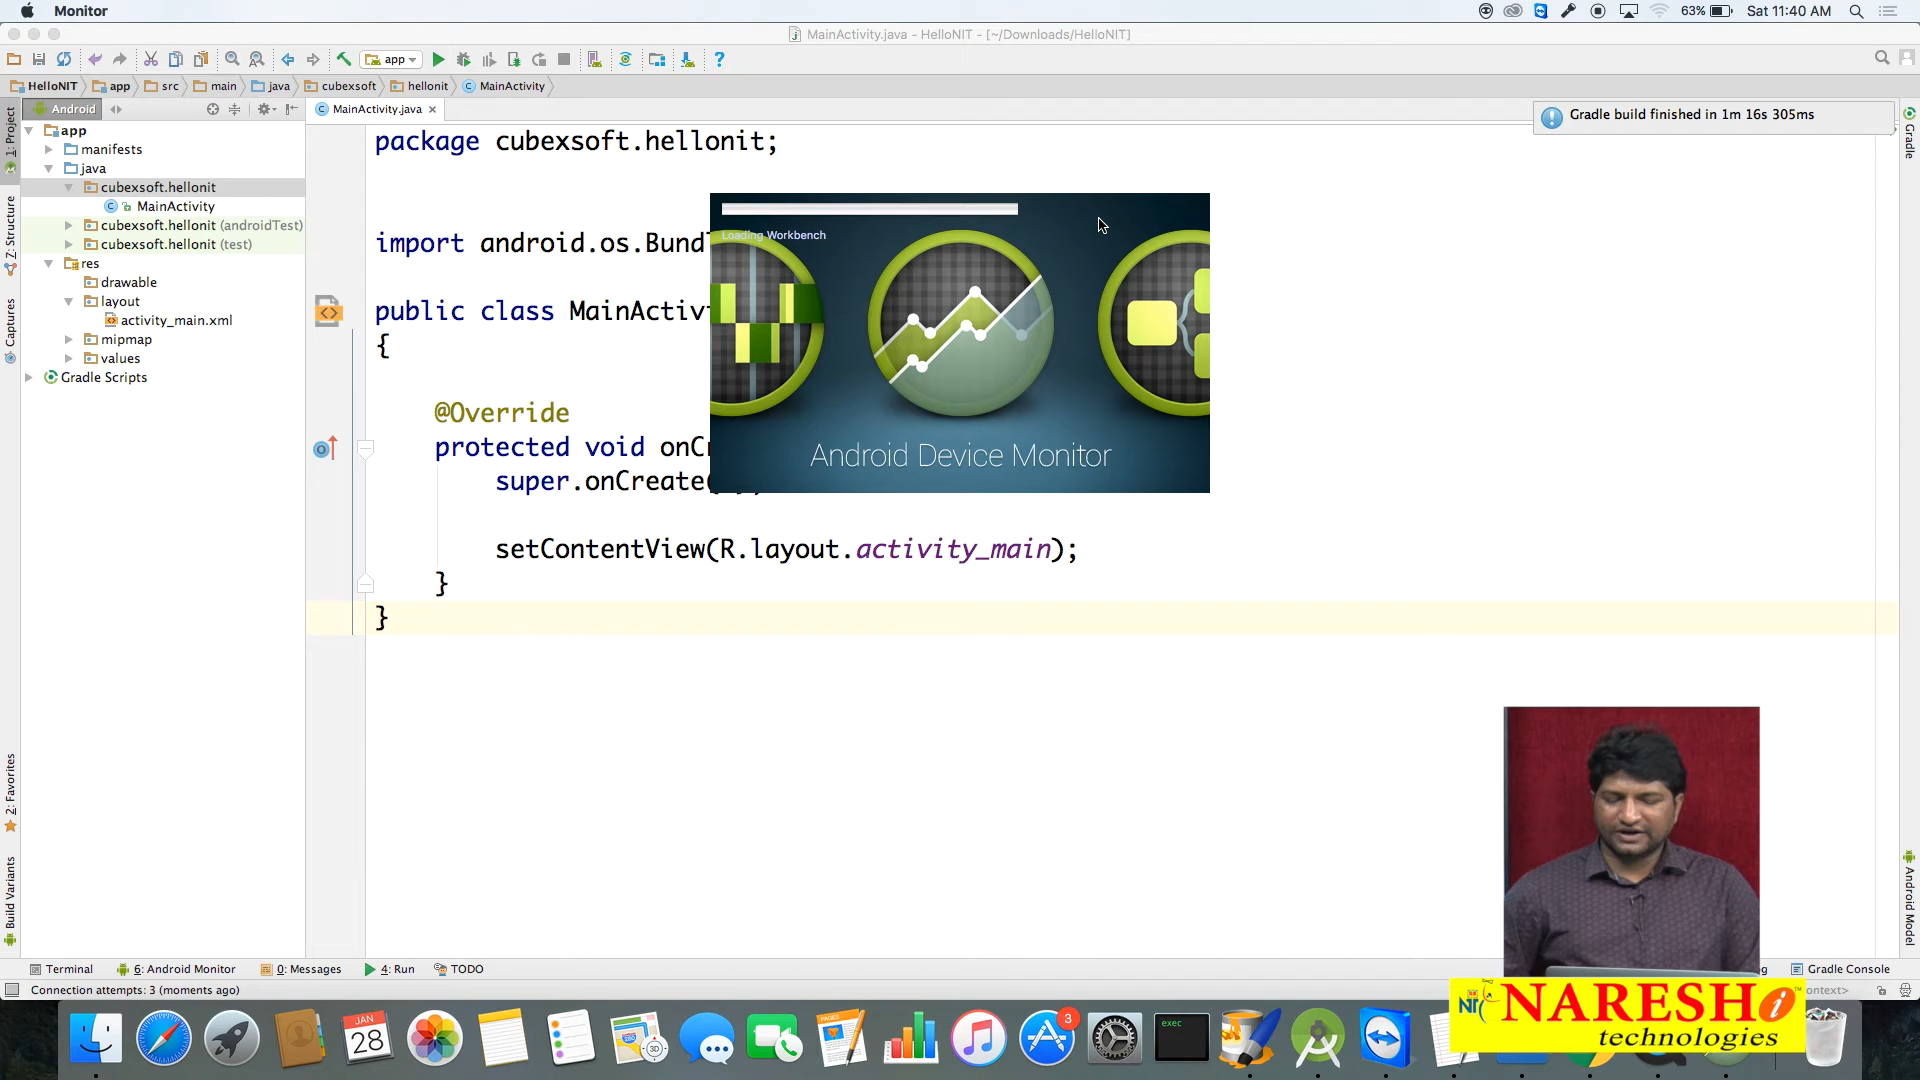 Monitor
63%
Sat 11:40 AM
MainActivity.java - HelloNIT - [~/Downloads/HelloNIT]
app
HelloNIT
app
src
main
java
cubexsoft
hellonit
MainActivity
Android
MainActivity.java
Gradle build finished in 1m 16s 305ms
1: Project
Z: Structure
Captures
2: Favorites
Build Variants
Gradle
Android Model
app
manifests
java
cubexsoft.hellonit
MainActivity
cubexsoft.hellonit (androidTest)
cubexsoft.hellonit (test)
res
drawable
layout
activity_main.xml
mipmap
values
Gradle Scripts
package cubexsoft.hellonit;
import android.os.Bund
public class MainActiv
{
@Override
protected void onC
super.onCreate(
setContentView(R.layout.activity_main);
}
}
Loading Workbench
Android Device Monitor
Terminal
6: Android Monitor
0: Messages
4: Run
TODO
Gradle Console
Connection attempts: 3 (moments ago)
ontext>
JAN
28
3D
PAGES
3
exec
NARESH i
technologies